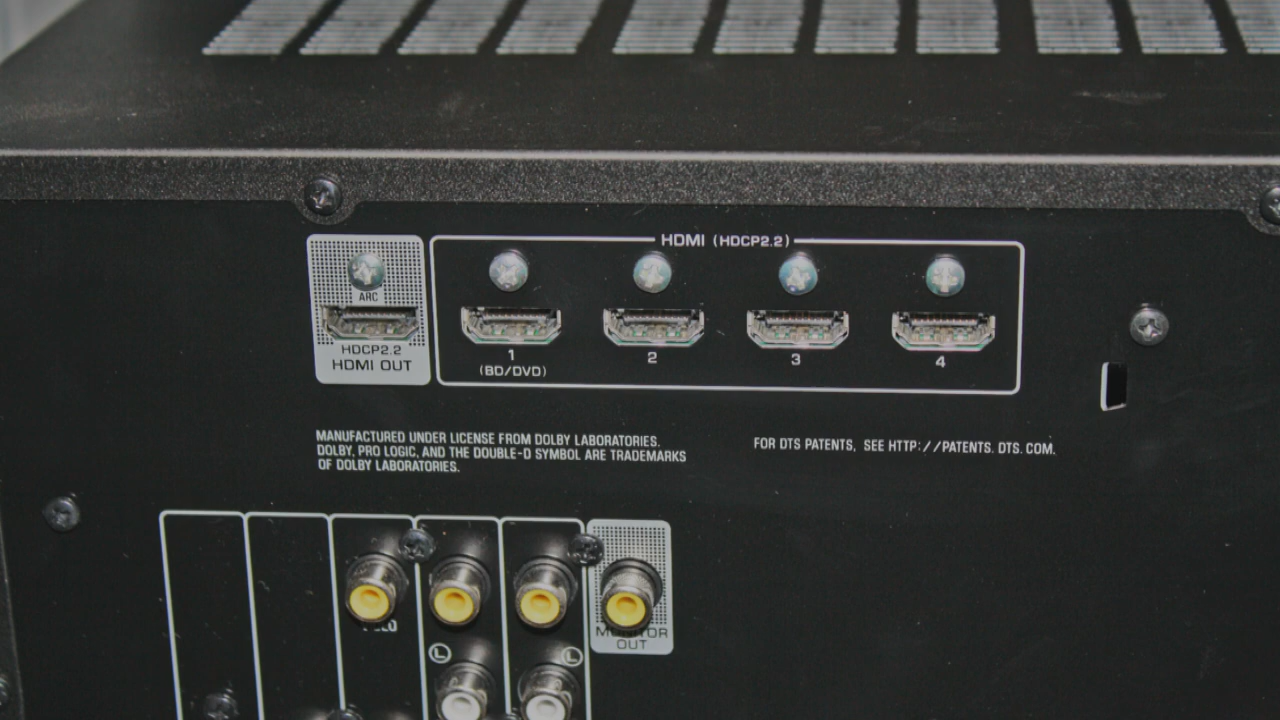 HDMI (HDCP2.2)
ARC
HDCP2.2
HDMI OUT
1
(BD/DVD)
2
3
4
MANUFACTURED UNDER LICENSE FROM DOLBY LABORATORIES.
DOLBY, PRO LOGIC, AND THE DOUBLE-D SYMBOL ARE TRADEMARKS
OF DOLBY LABORATORIES.
FOR DTS PATENTS, SEE HTTP://PATENTS.DTS.COM.
MONITOR
OUT
L
L